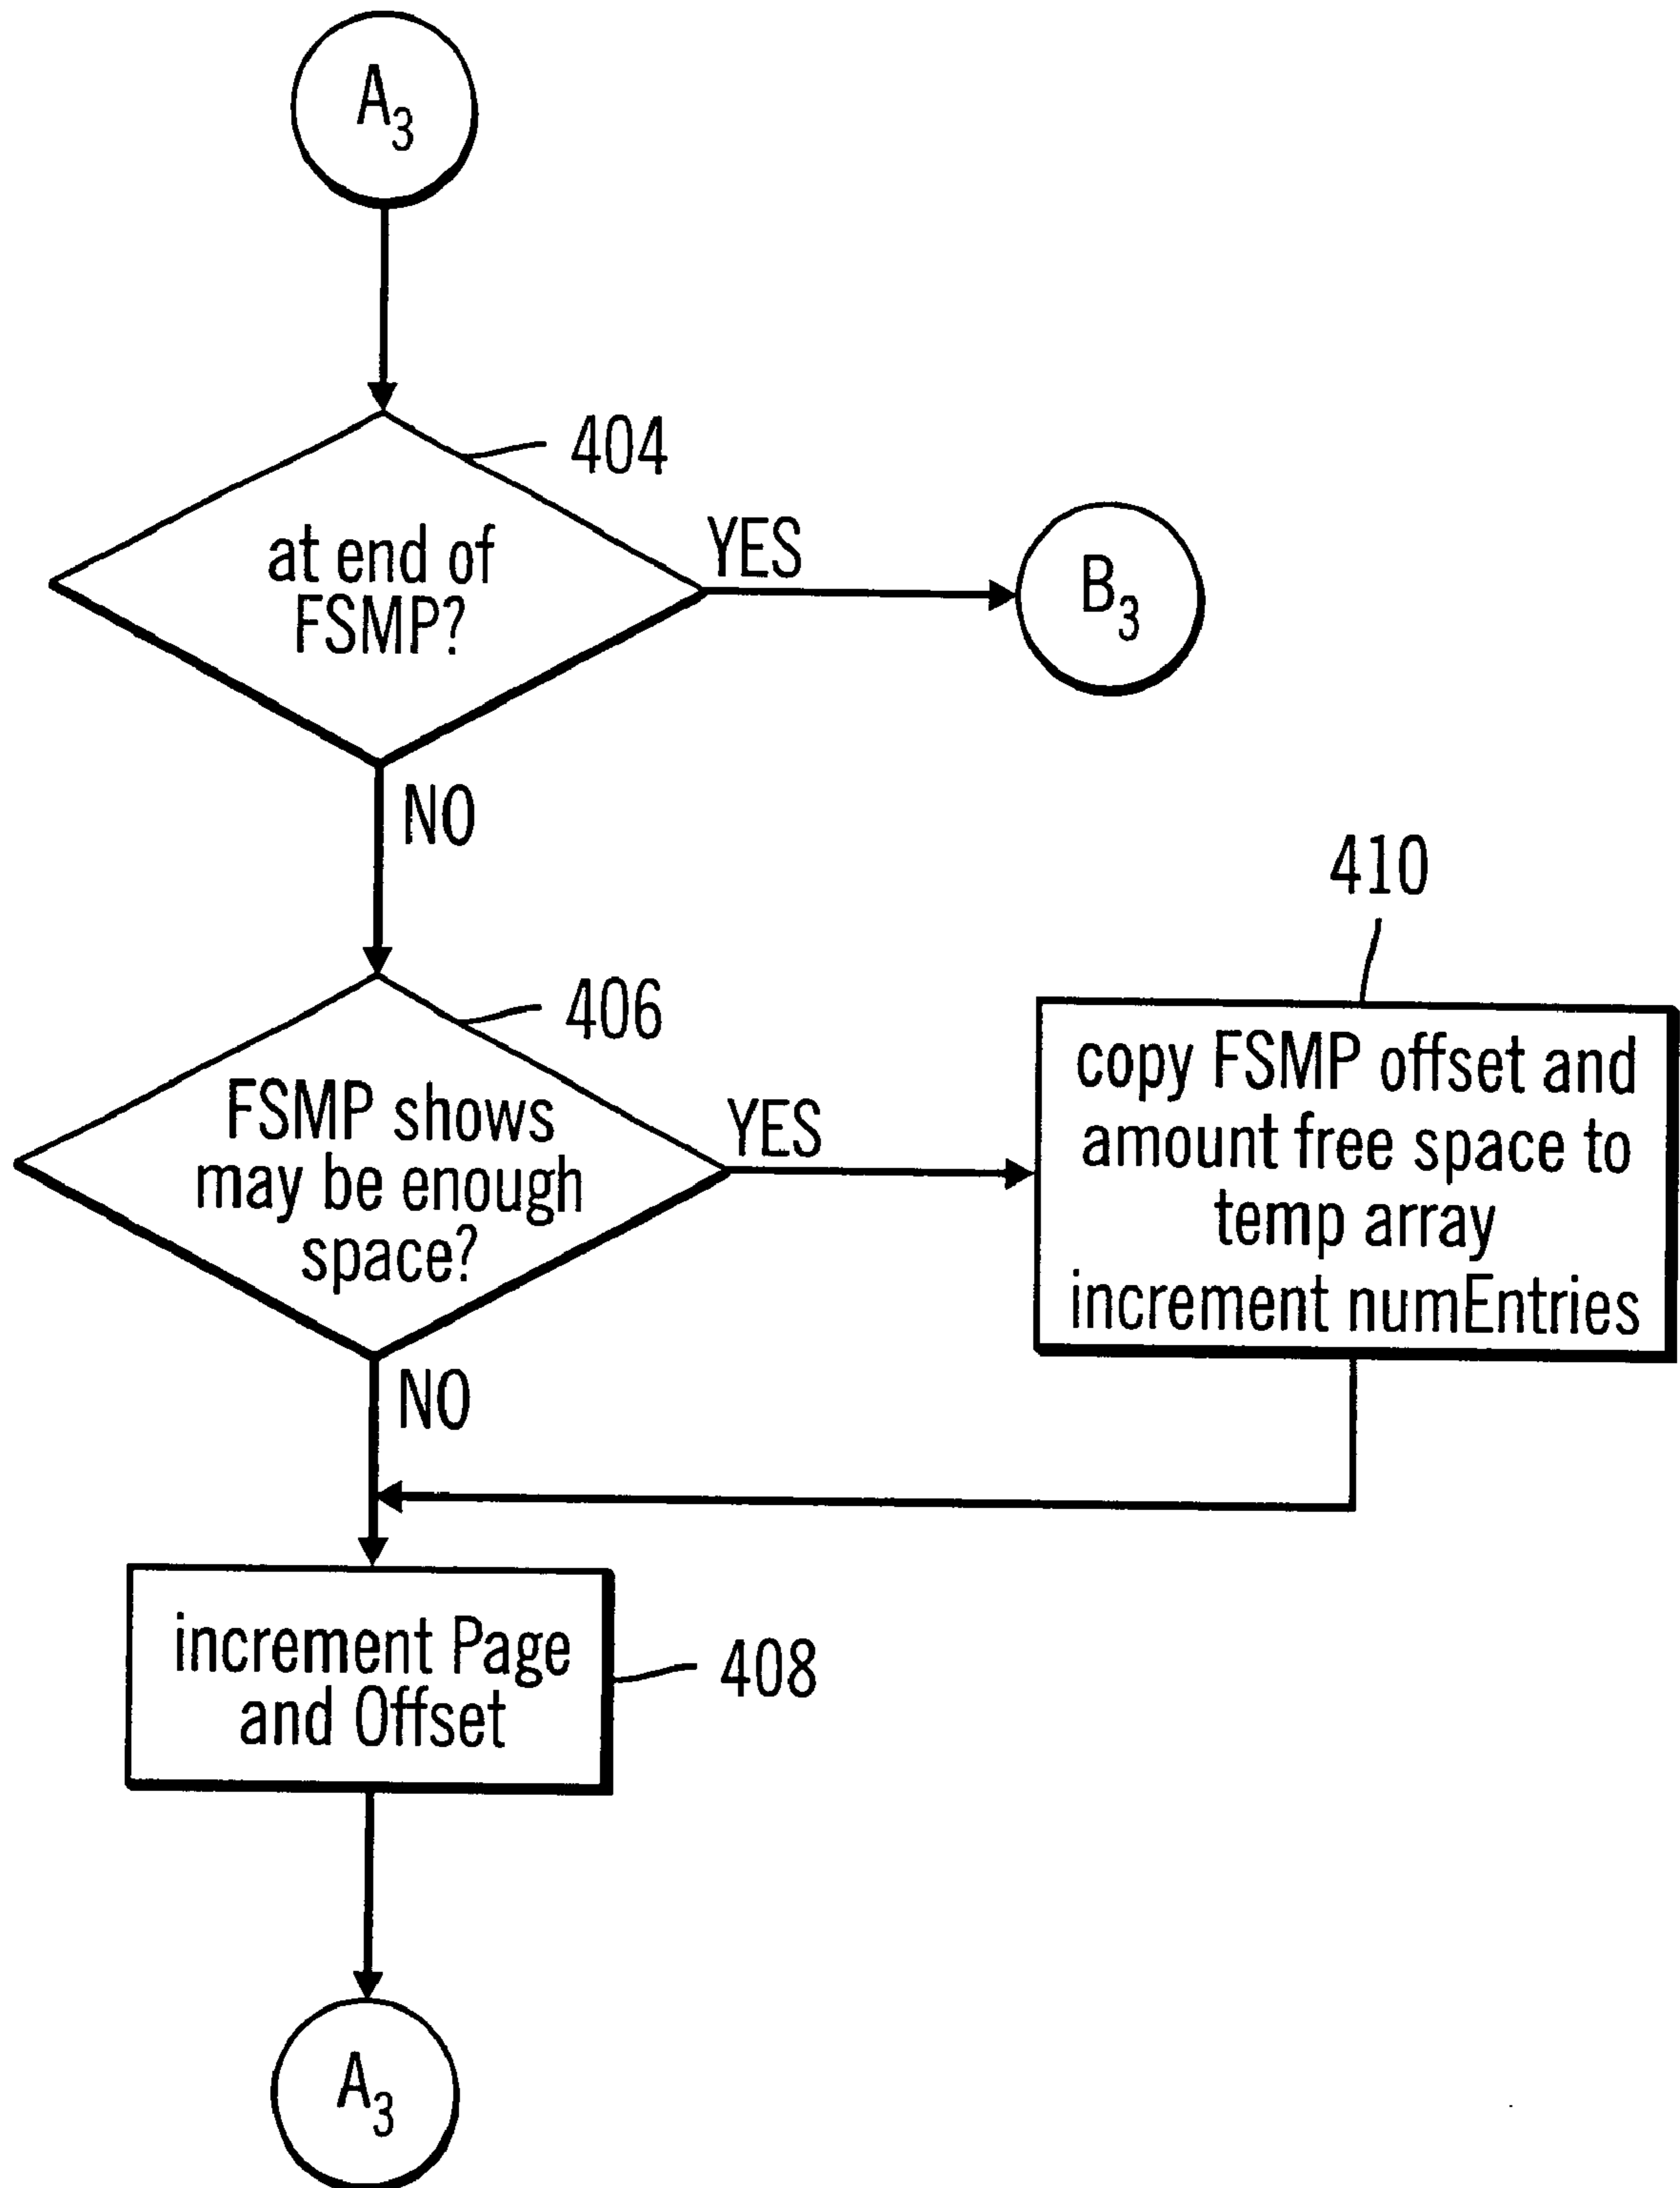 A3
404
at end of
FSMP?
YES
B3
NO
406
FSMP shows
may be enough
space?
YES
410
copy FSMP offset and
amount free space to
temp array
increment numEntries
NO
increment Page
and Offset
408
A3